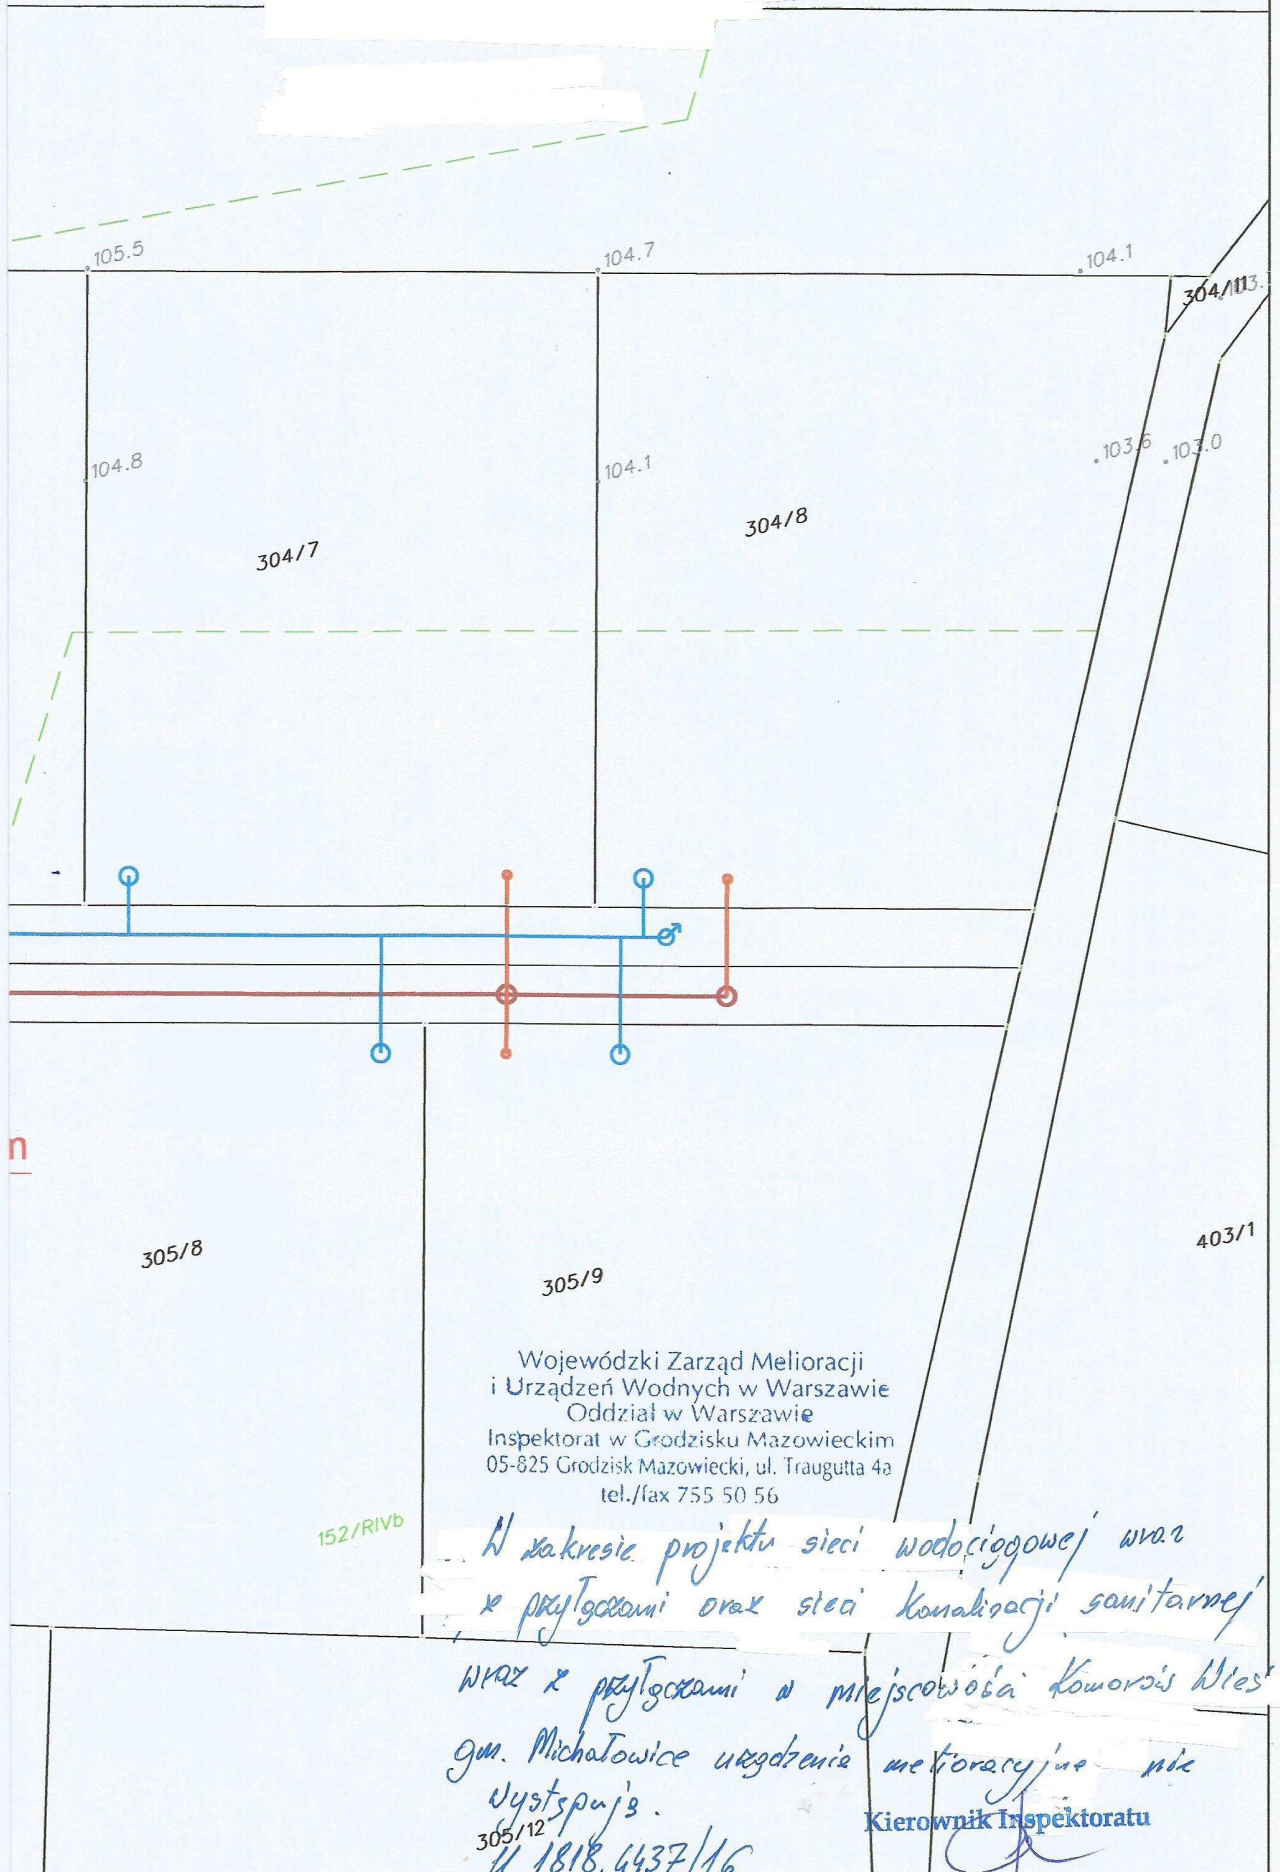 105.5
104.7
104.1
304/11
103.
104.8
104.1
103.6
103.0
304/7
304/8
m
305/8
305/9
403/1
Wojewódzki Zarząd Melioracji
i Urządzeń Wodnych w Warszawie
Oddział w Warszawie
Inspektorat w Grodzisku Mazowieckim
05-825 Grodzisk Mazowiecki, ul. Traugutta 4a
tel./fax 755 50 56
152/RIVb
W zakresie projektu sieci wodociągowej wraz
z przyłączami oraz sieci kanalizacji sanitarnej
wraz z przyłączami w miejscowości Komorów Wieś
gm. Michałowice urządzenia melioracyjne nie
występują.
Kierownik Inspektoratu
305/12
1818.4437/16